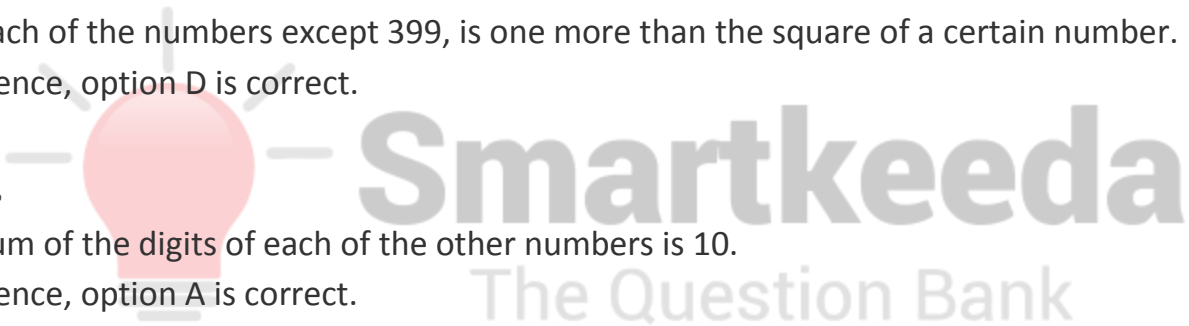 ach of the numbers except 399, is one more than the square of a certain number.
ence, option D is correct.
Smartkeeda
um of the digits of each of the other numbers is 10.
The Question Bank
ence, option A is correct.